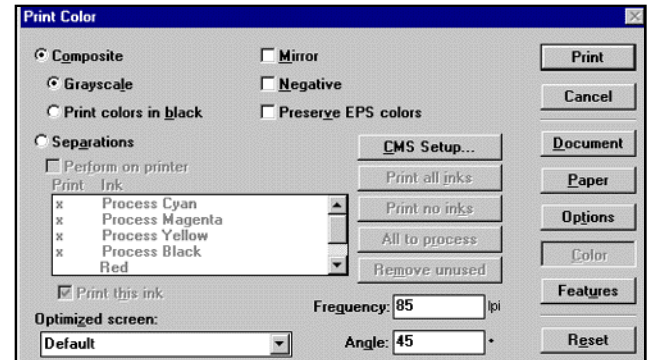 Print Color
Composite
Mirror
Print
Grayscale
Negative
Cancel
Print colors in black
Preserve EPS colors
Separations
CMS Setup...
Document
Perform on printer
Print all inks
Paper
Print Ink
x Process Cyan
x Process Magenta
x Process Yellow
x Process Black
Red
Print no inks
Options
All to process
Color
Remove unused
Print this ink
Frequency: 85 lpi
Features
Optimized screen:
Default
Angle: 45 °
Reset